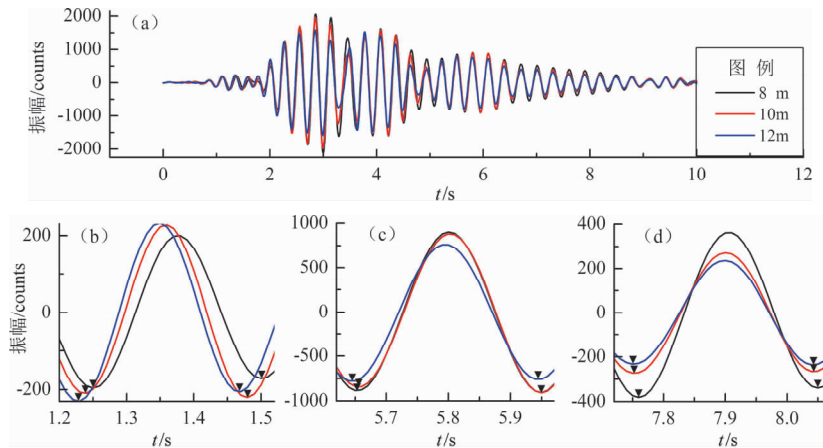 (a)
2000
1000
0
-1000
-2000
振幅/counts
0 2 4 6 8 10 12
t/s
图 例
8 m
10m
12m
(b)
200
0
-200
振幅/counts
1.2 1.3 1.4 1.5
t/s
(c)
1000
500
0
-500
-1000
5.7 5.8 5.9
t/s
(d)
400
200
0
-200
-400
7.8 7.9 8.0
t/s